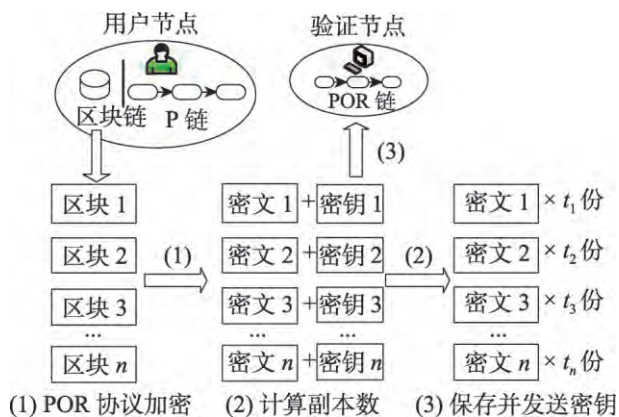 用户节点
验证节点
区块链 P 链
POR 链
(3)
区块 1
密文 1 + 密钥 1
密文 1 × t₁ 份
区块 2
(1)
密文 2 + 密钥 2
(2)
密文 2 × t₂ 份
区块 3
密文 3 + 密钥 3
密文 3 × t₃ 份
... ... ... ...
区块 n
密文 n + 密钥 n
密文 n × tₙ 份
(1) POR 协议加密 (2) 计算副本数 (3) 保存并发送密钥